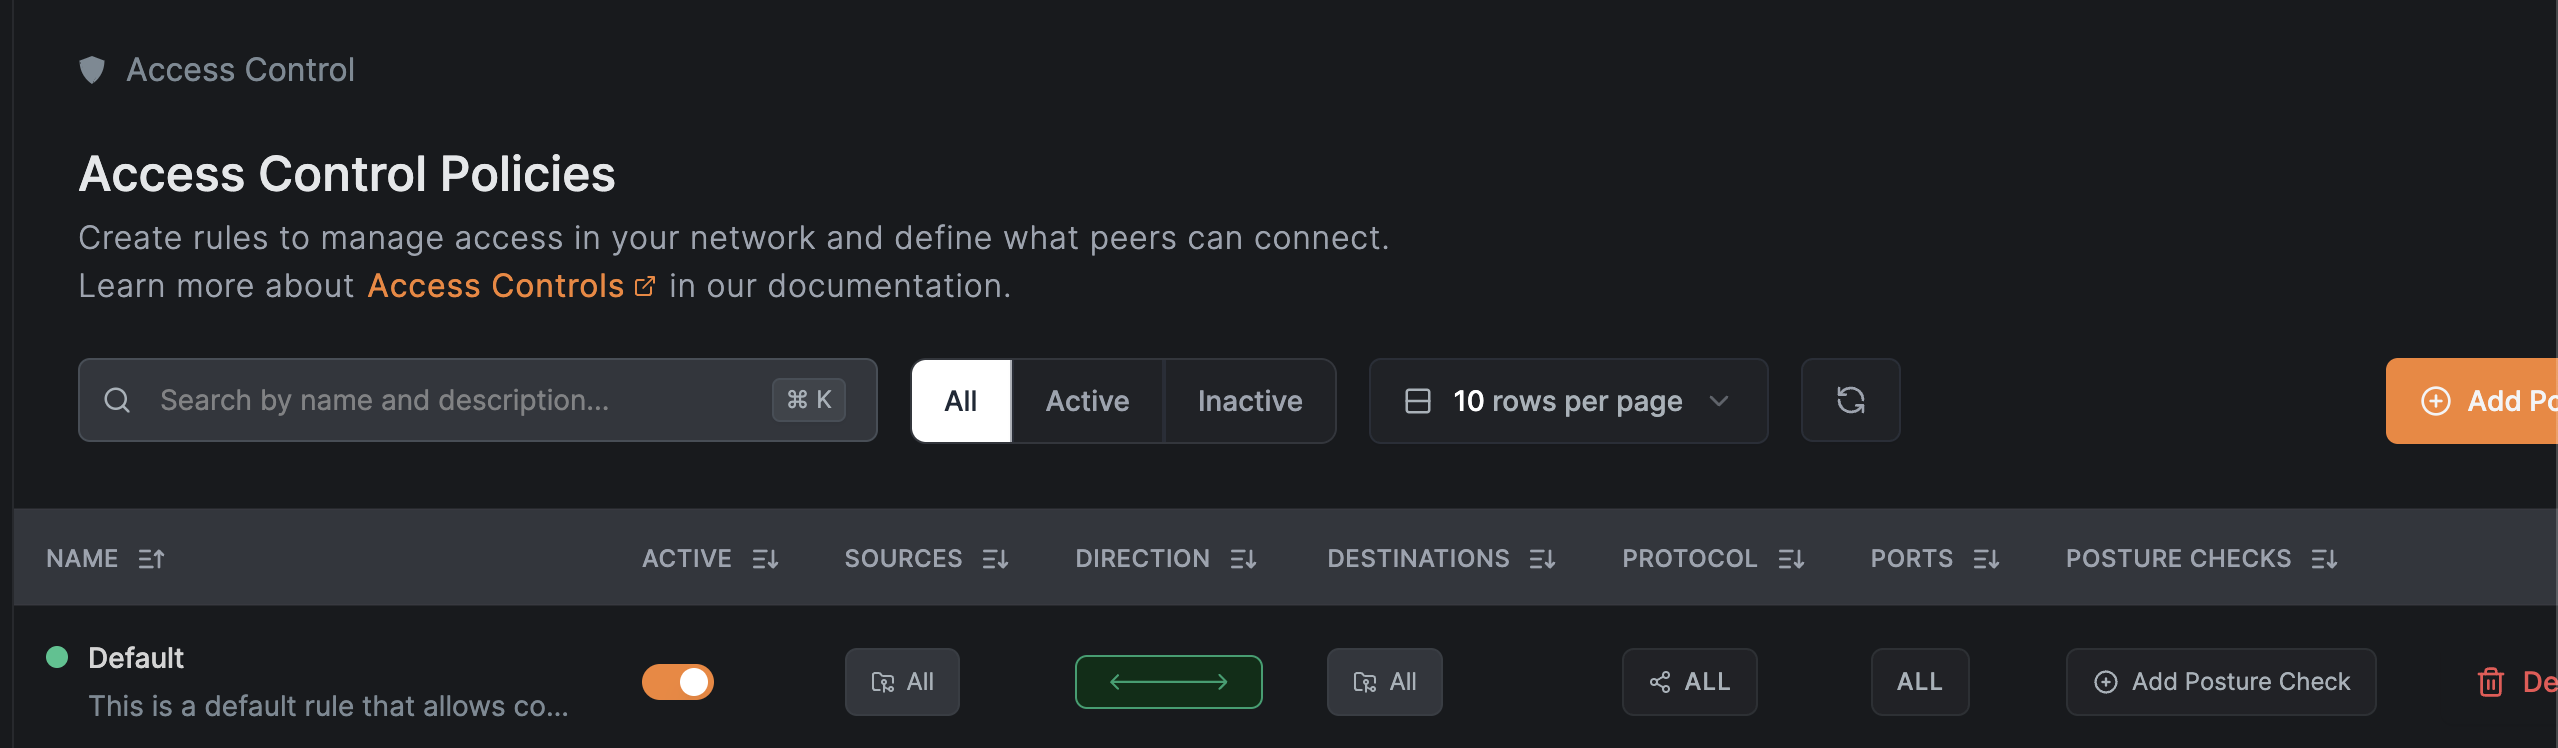 Access Control
Access Control Policies
Create rules to manage access in your network and define what peers can connect.
Learn more about Access Controls in our documentation.
Search by name and description... ⌘ K All Active Inactive 10 rows per page Add Po
NAME ACTIVE SOURCES DIRECTION DESTINATIONS PROTOCOL PORTS POSTURE CHECKS
Default All All ALL ALL Add Posture Check De
This is a default rule that allows co...